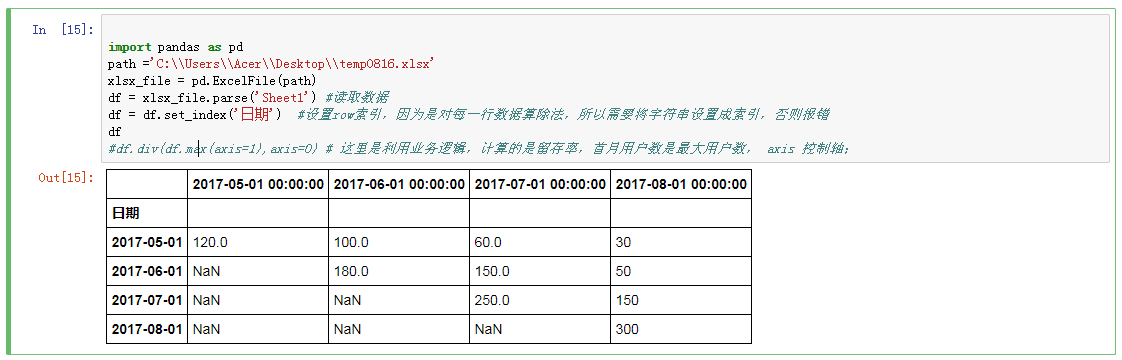 In [15]:
import pandas as pd
path ='C:\\Users\\Acer\\Desktop\\temp0816.xlsx'
xlsx_file = pd.ExcelFile(path)
df = xlsx_file.parse('Sheet1') #读取数据
df = df.set_index('日期')  #设置row索引，因为是对每一行数据算除法，所以需要将字符串设置成索引，否则报错
df
#df.div(df.max(axis=1),axis=0) # 这里是利用业务逻辑，计算的是留存率，首月用户数是最大用户数， axis 控制轴；
Out[15]:
2017-05-01 00:00:00 2017-06-01 00:00:00 2017-07-01 00:00:00 2017-08-01 00:00:00
日期
2017-05-01 120.0 100.0 60.0 30
2017-06-01 NaN 180.0 150.0 50
2017-07-01 NaN NaN 250.0 150
2017-08-01 NaN NaN NaN 300